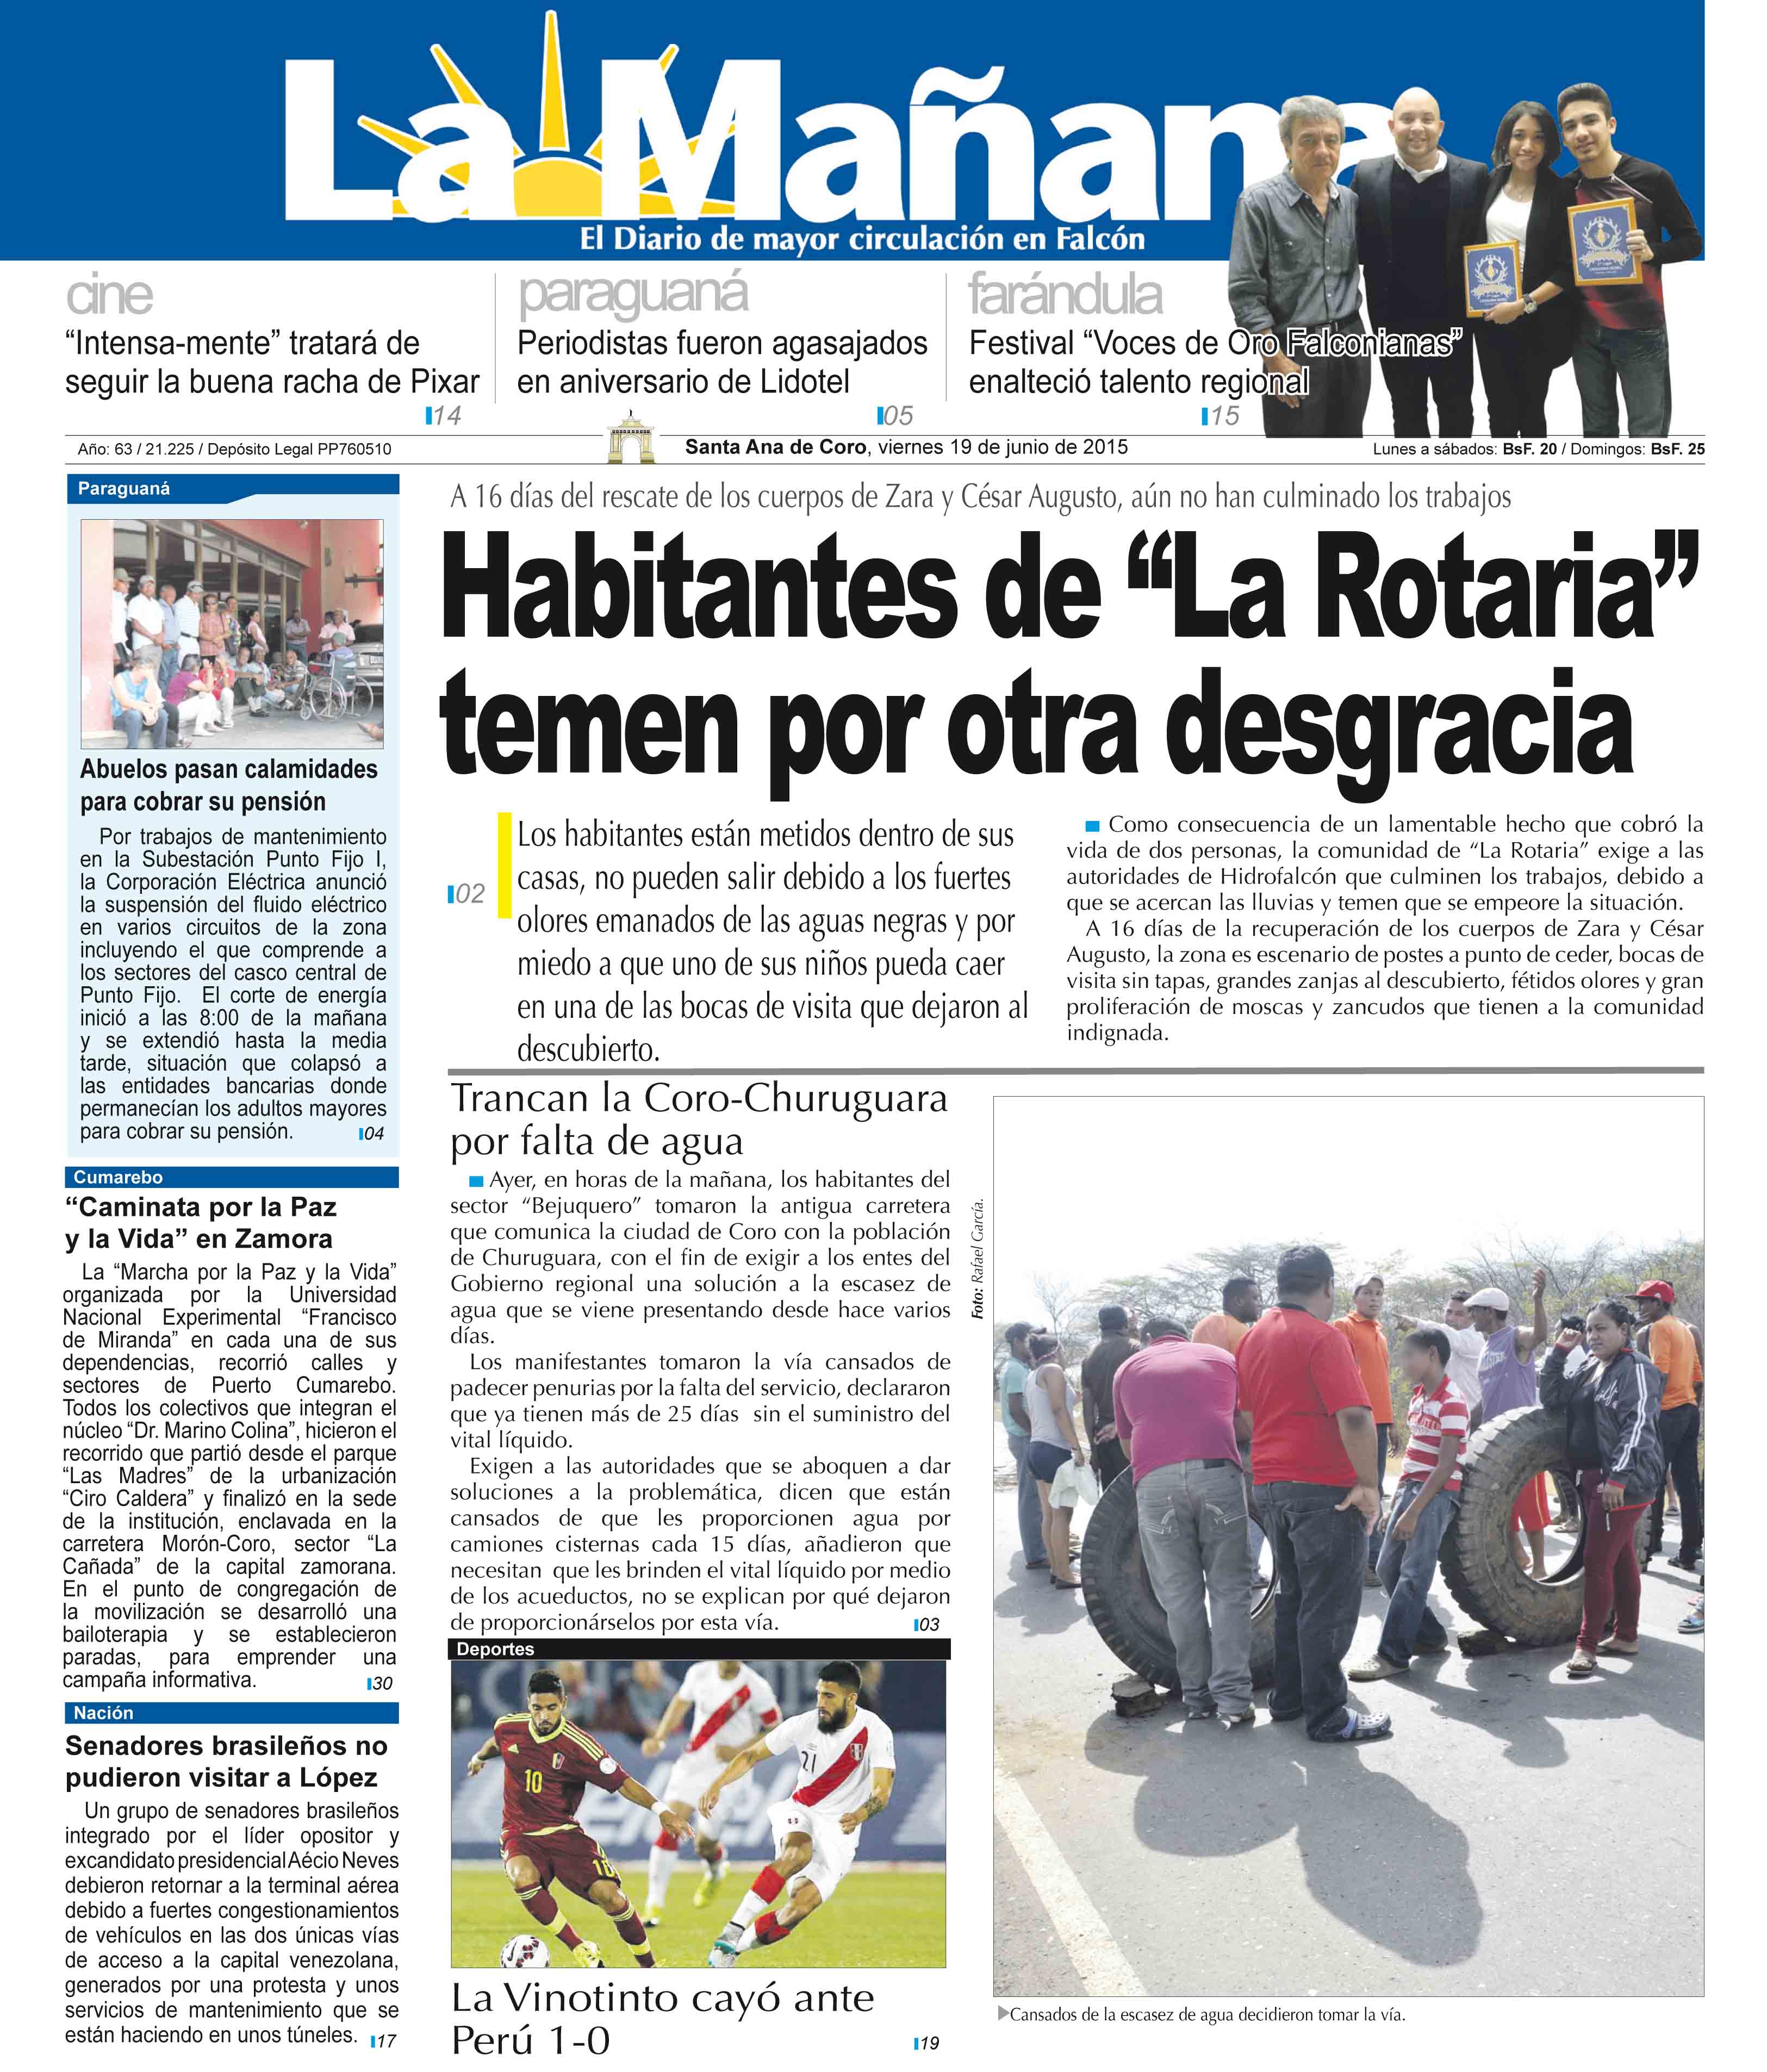 La Mañana
El Diario de mayor circulación en Falcón
cine
“Intensa-mente” tratará de
seguir la buena racha de Pixar
14
paraguaná
Periodistas fueron agasajados
en aniversario de Lidotel
05
farándula
Festival “Voces de Oro Falconianas”
enalteció talento regional
15
Año: 63 / 21.225 / Depósito Legal PP760510
Santa Ana de Coro, viernes 19 de junio de 2015
Lunes a sábados: BsF. 20 / Domingos: BsF. 25
Paraguaná
Abuelos pasan calamidades
para cobrar su pensión
Por trabajos de mantenimiento
en la Subestación Punto Fijo I,
la Corporación Eléctrica anunció
la suspensión del fluido eléctrico
en varios circuitos de la zona
incluyendo el que comprende a
los sectores del casco central de
Punto Fijo. El corte de energía
inició a las 8:00 de la mañana
y se extendió hasta la media
tarde, situación que colapsó a
las entidades bancarias donde
permanecían los adultos mayores
para cobrar su pensión.
04
Cumarebo
“Caminata por la Paz
y la Vida” en Zamora
La “Marcha por la Paz y la Vida”
organizada por la Universidad
Nacional Experimental “Francisco
de Miranda” en cada una de sus
dependencias, recorrió calles y
sectores de Puerto Cumarebo.
Todos los colectivos que integran el
núcleo “Dr. Marino Colina”, hicieron el
recorrido que partió desde el parque
“Las Madres” de la urbanización
“Ciro Caldera” y finalizó en la sede
de la institución, enclavada en la
carretera Morón-Coro, sector “La
Cañada” de la capital zamorana.
En el punto de congregación de
la movilización se desarrolló una
bailoterapia y se establecieron
paradas, para emprender una
campaña informativa.
30
Nación
Senadores brasileños no
pudieron visitar a López
Un grupo de senadores brasileños
integrado por el líder opositor y
excandidato presidencial Aécio Neves
debieron retornar a la terminal aérea
debido a fuertes congestionamientos
de vehículos en las dos únicas vías
de acceso a la capital venezolana,
generados por una protesta y unos
servicios de mantenimiento que se
están haciendo en unos túneles.
17
A 16 días del rescate de los cuerpos de Zara y César Augusto, aún no han culminado los trabajos
Habitantes de “La Rotaria”
temen por otra desgracia
02
Los habitantes están metidos dentro de sus
casas, no pueden salir debido a los fuertes
olores emanados de las aguas negras y por
miedo a que uno de sus niños pueda caer
en una de las bocas de visita que dejaron al
descubierto.
Como consecuencia de un lamentable hecho que cobró la
vida de dos personas, la comunidad de “La Rotaria” exige a las
autoridades de Hidrofalcón que culminen los trabajos, debido a
que se acercan las lluvias y temen que se empeore la situación.
A 16 días de la recuperación de los cuerpos de Zara y César
Augusto, la zona es escenario de postes a punto de ceder, bocas de
visita sin tapas, grandes zanjas al descubierto, fétidos olores y gran
proliferación de moscas y zancudos que tienen a la comunidad
indignada.
Trancan la Coro-Churuguara
por falta de agua
Ayer, en horas de la mañana, los habitantes del
sector “Bejuquero” tomaron la antigua carretera
que comunica la ciudad de Coro con la población
de Churuguara, con el fin de exigir a los entes del
Gobierno regional una solución a la escasez de
agua que se viene presentando desde hace varios
días.
Los manifestantes tomaron la vía cansados de
padecer penurias por la falta del servicio, declararon
que ya tienen más de 25 días sin el suministro del
vital líquido.
Exigen a las autoridades que se aboquen a dar
soluciones a la problemática, dicen que están
cansados de que les proporcionen agua por
camiones cisternas cada 15 días, añadieron que
necesitan que les brinden el vital líquido por medio
de los acueductos, no se explican por qué dejaron
de proporcionárselos por esta vía.
03
Foto: Rafael García.
Cansados de la escasez de agua decidieron tomar la vía.
Deportes
10
21
La Vinotinto cayó ante
Perú 1-0
19